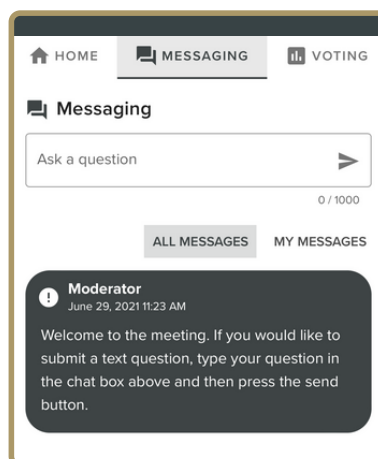 HOME MESSAGING VOTING
Messaging
Ask a question
0 / 1000
ALL MESSAGES MY MESSAGES
Moderator
June 29, 2021 11:23 AM
Welcome to the meeting. If you would like to
submit a text question, type your question in
the chat box above and then press the send
button.